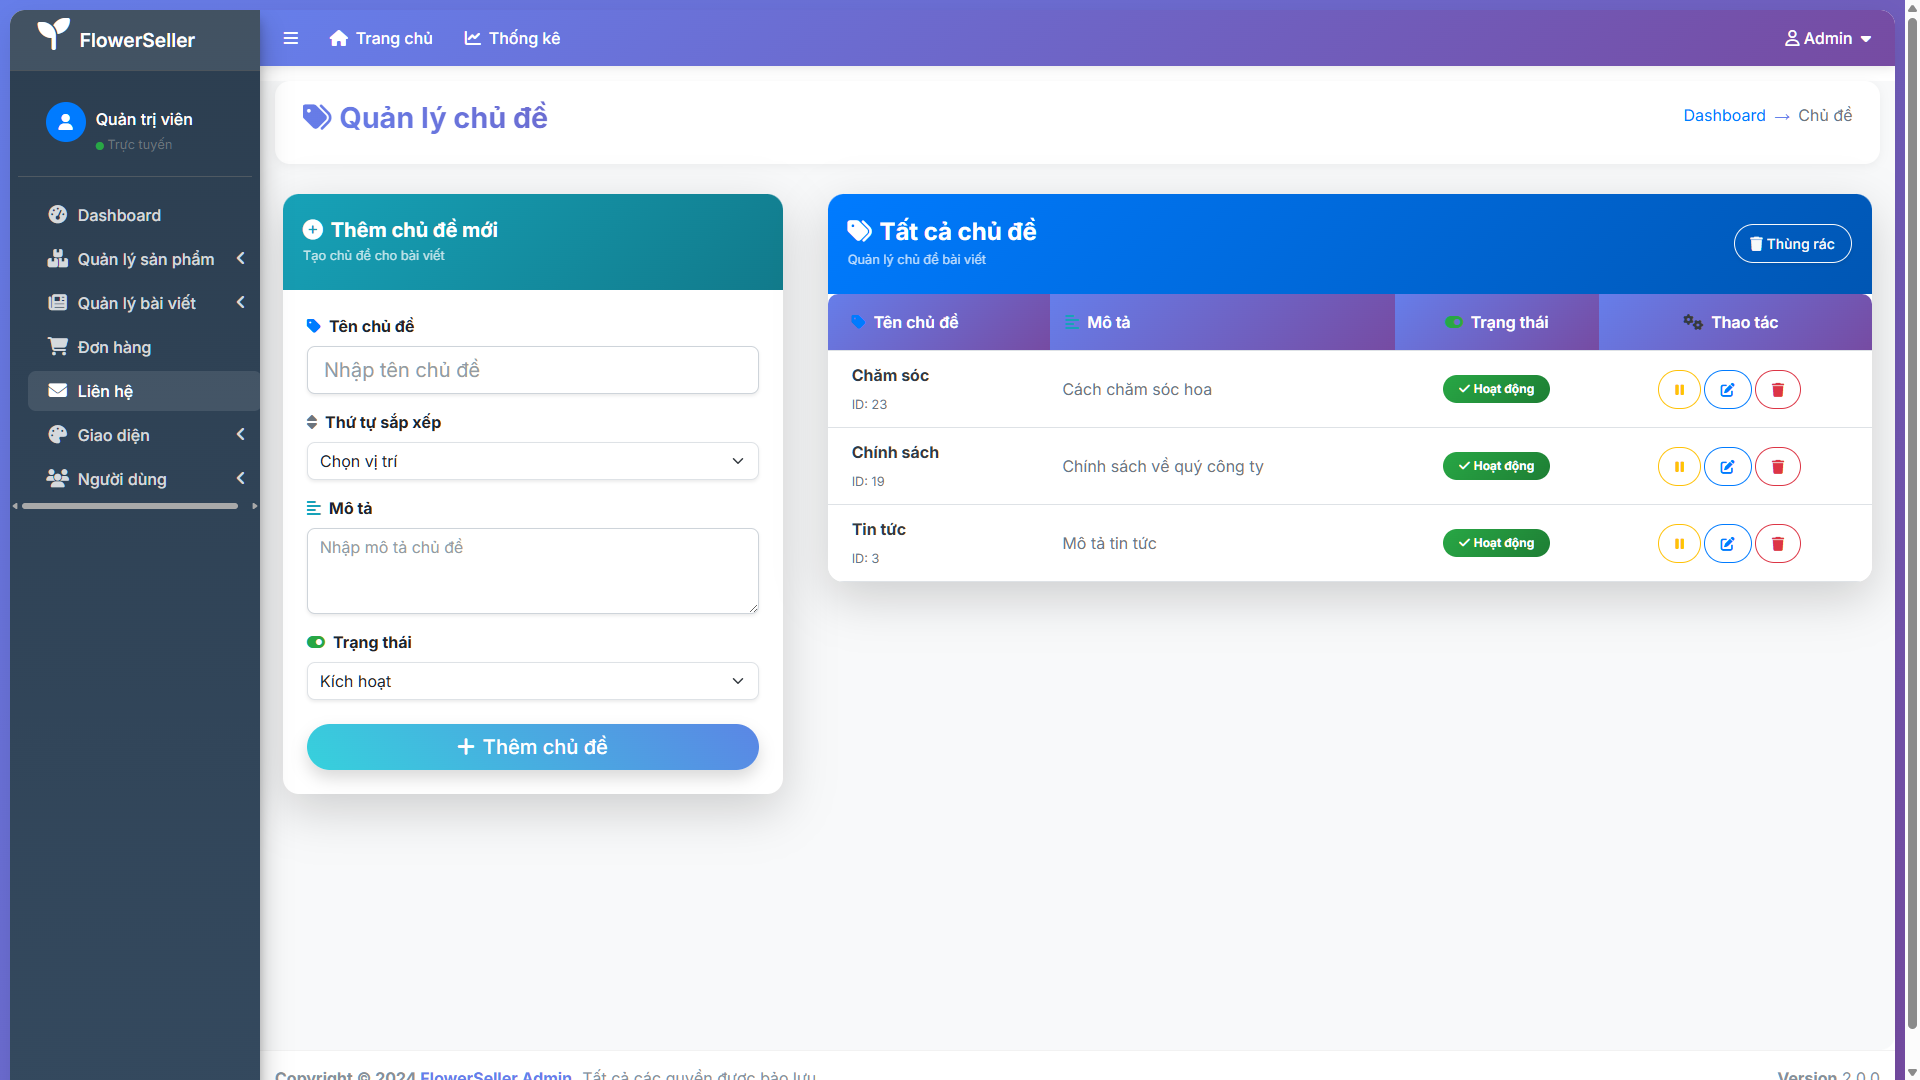 FlowerSeller
Trang chủ
Thống kê
Admin
Quản trị viên
Trực tuyến
Dashboard
Quản lý sản phẩm
Quản lý bài viết
Đơn hàng
Liên hệ
Giao diện
Người dùng
Quản lý chủ đề
Dashboard → Chủ đề
Thêm chủ đề mới
Tạo chủ đề cho bài viết
Tên chủ đề
Nhập tên chủ đề
Thứ tự sắp xếp
Chọn vị trí
Mô tả
Nhập mô tả chủ đề
Trạng thái
Kích hoạt
Thêm chủ đề
Tất cả chủ đề
Quản lý chủ đề bài viết
Thùng rác
Tên chủ đề Mô tả Trạng thái Thao tác
Chăm sóc
ID: 23
Cách chăm sóc hoa
Hoạt động
Chính sách
ID: 19
Chính sách về quý công ty
Hoạt động
Tin tức
ID: 3
Mô tả tin tức
Hoạt động
Copyright © 2024 FlowerSeller Admin. Tất cả các quyền được bảo lưu
Version 2.0.0